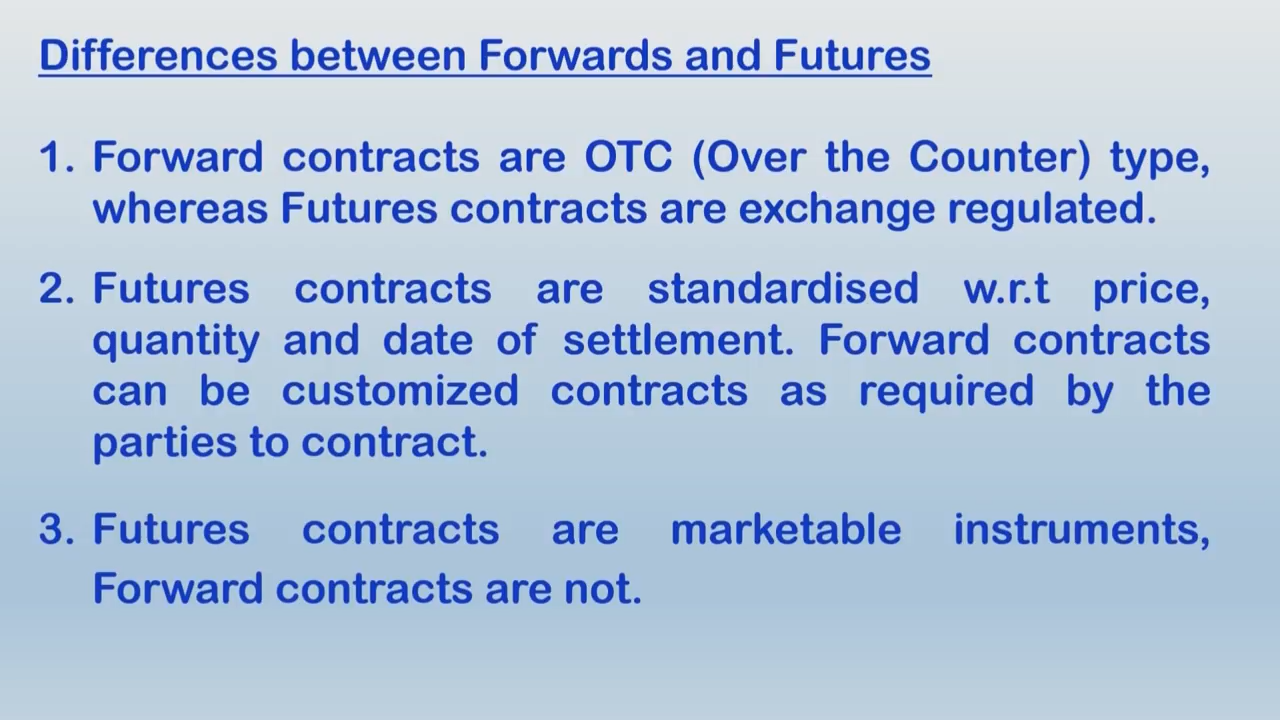 Differences between Forwards and Futures
1. Forward contracts are OTC (Over the Counter) type,
whereas Futures contracts are exchange regulated.
2. Futures contracts are standardised w.r.t price,
quantity and date of settlement. Forward contracts
can be customized contracts as required by the
parties to contract.
3. Futures contracts are marketable instruments,
Forward contracts are not.